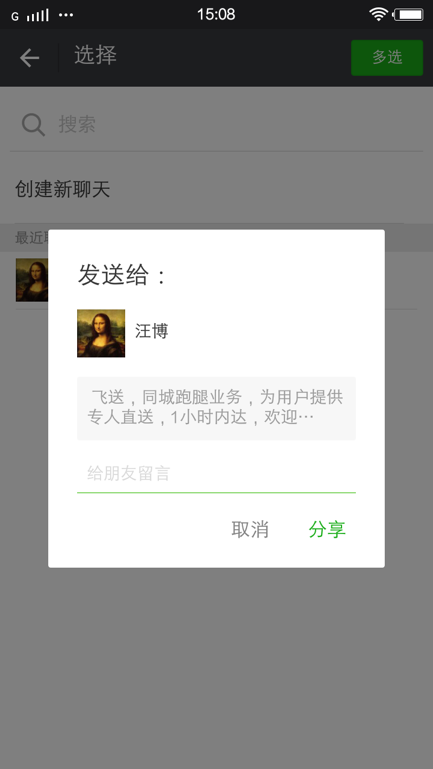 G 15:08
选择 多选
搜索
创建新聊天
最近
发送给：
汪博
飞送，同城跑腿业务，为用户提供
专人直送，1小时内达，欢迎…
给朋友留言
取消 分享